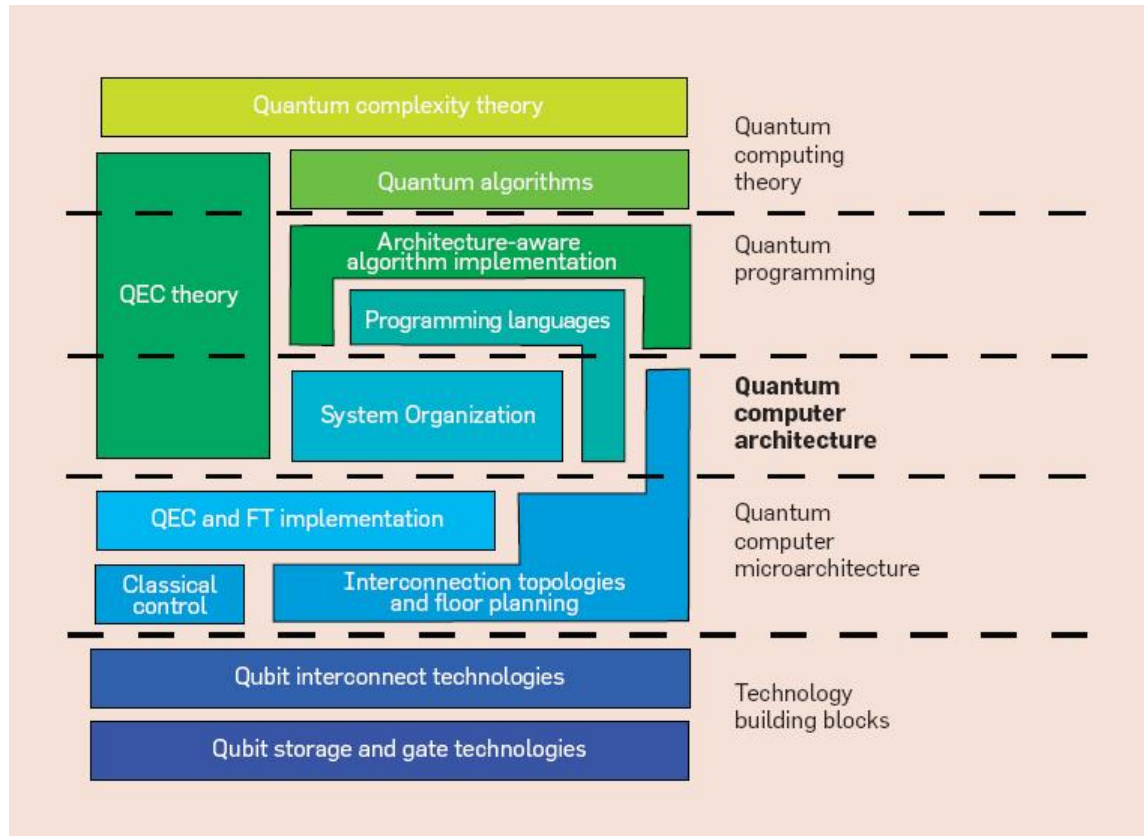 Quantum complexity theory
Quantum
computing
theory
Quantum algorithms
Architecture-aware
algorithm implementation
Quantum
programming
QEC theory
Programming languages
System Organization
Quantum
computer
architecture
QEC and FT implementation
Quantum
computer
microarchitecture
Classical
control
Interconnection topologies
and floor planning
Qubit interconnect technologies
Technology
building blocks
Qubit storage and gate technologies